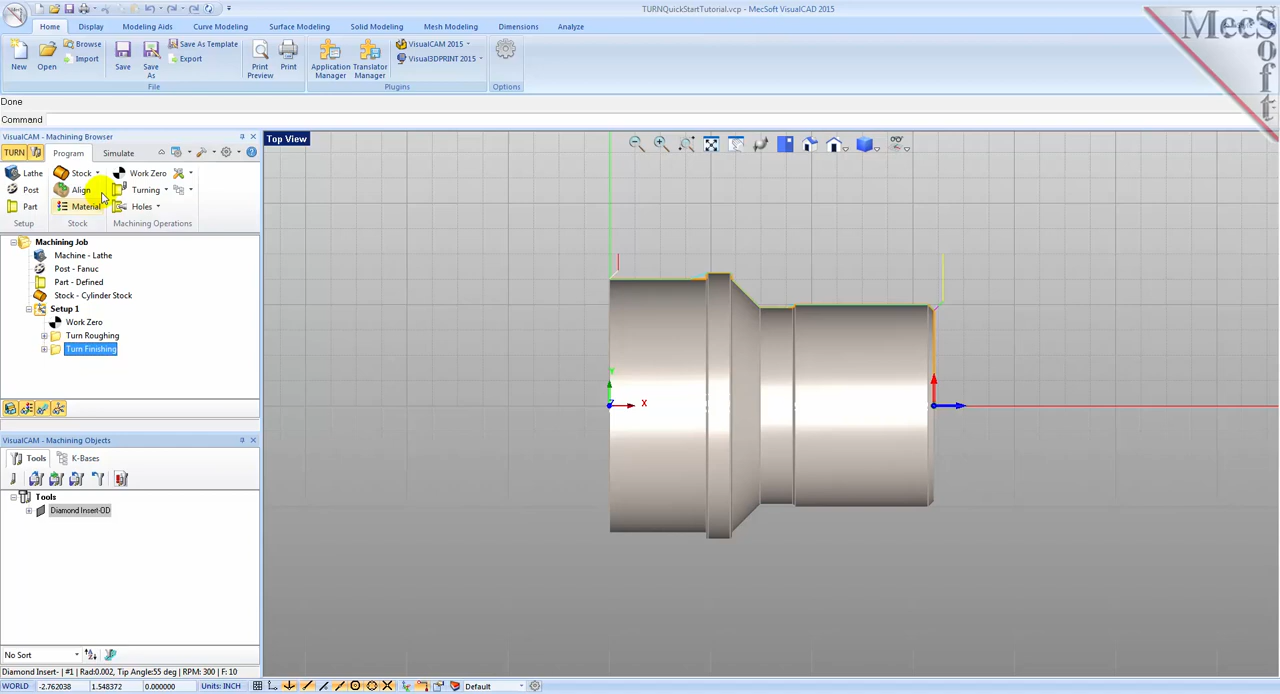 TURNQuickStartTutorial.vcp - MecSoft VisualCAD 2015
Home Display Modeling Aids Curve Modeling Surface Modeling Solid Modeling Mesh Modeling Dimensions Analyze
New Open Browse Import Save Save As Save As Template Export Print Preview Print
Application Manager Translator Manager VisualCAM 2015 Visual3DPRINT 2015
File Plugins Options
MecSoft
Done
Command
VisualCAM - Machining Browser
TURN Program Simulate
Lathe Stock Work Zero
Post Align Turning
Part Material Holes
Setup Stock Machining Operations
Machining Job
Machine - Lathe
Post - Fanuc
Part - Defined
Stock - Cylinder Stock
Setup 1
Work Zero
Turn Roughing
Turn Finishing
VisualCAM - Machining Objects
Tools K-Bases
Tools
Diamond Insert-OD
No Sort
Diamond Insert- | #1 | Rad:0.002, Tip Angle:55 deg | RPM: 300 | F: 10
Top View
Y
Z
X
WORLD -2.762038 1.548372 0.000000 Units: INCH Default